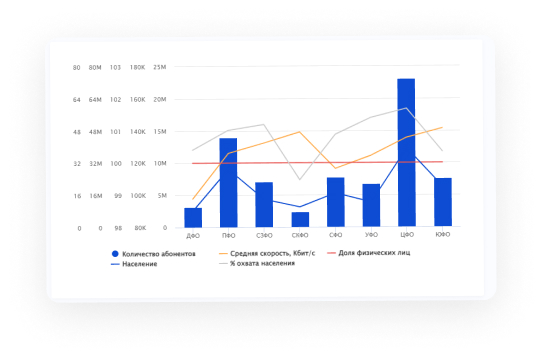 80 80M 103 180K 25M
64 64M 102 160K 20M
48 48M 101 140K 15M
32 32M 100 120K 10M
16 16M 99 100K 5M
0 0 98 80K 0
ДФО ПФО СЗФО СКФО СФО УФО ЦФО ЮФО
Количество абонентов Средняя скорость, Кбит/с Доля физических лиц
Население % охвата населения